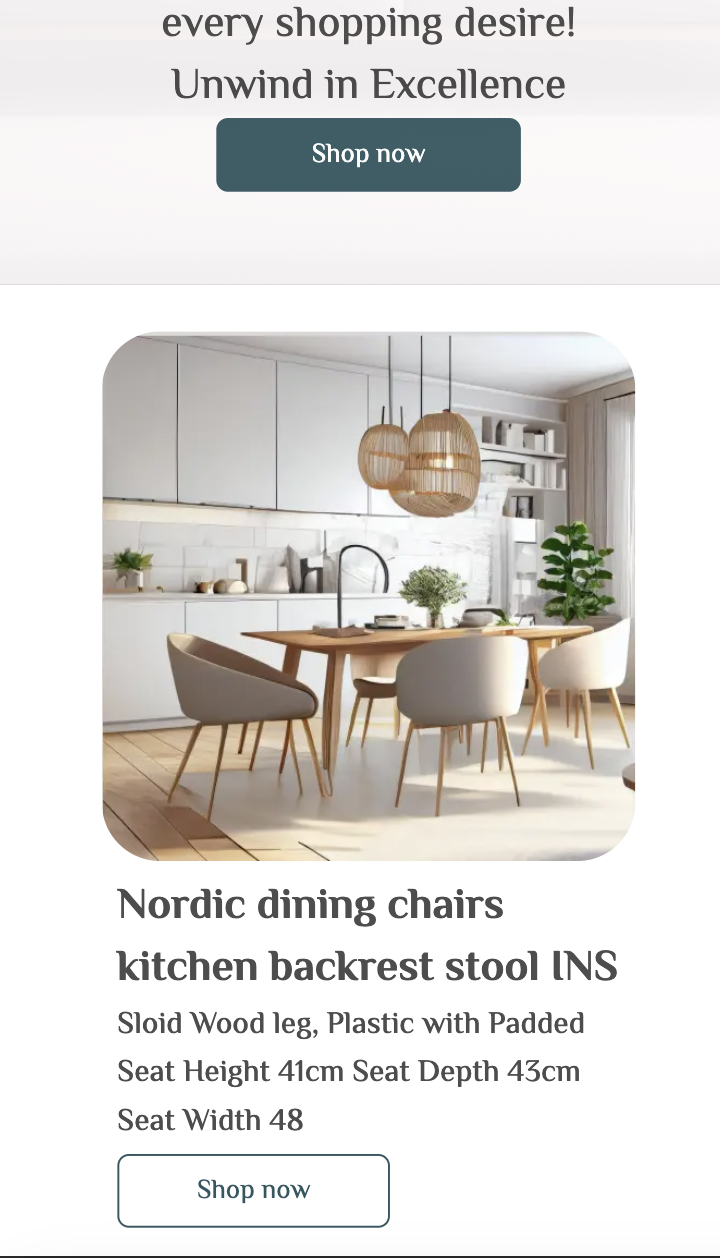 every shopping desire!
Unwind in Excellence
Shop now
Nordic dining chairs
kitchen backrest stool INS
Sloid Wood leg, Plastic with Padded
Seat Height 41cm Seat Depth 43cm
Seat Width 48
Shop now